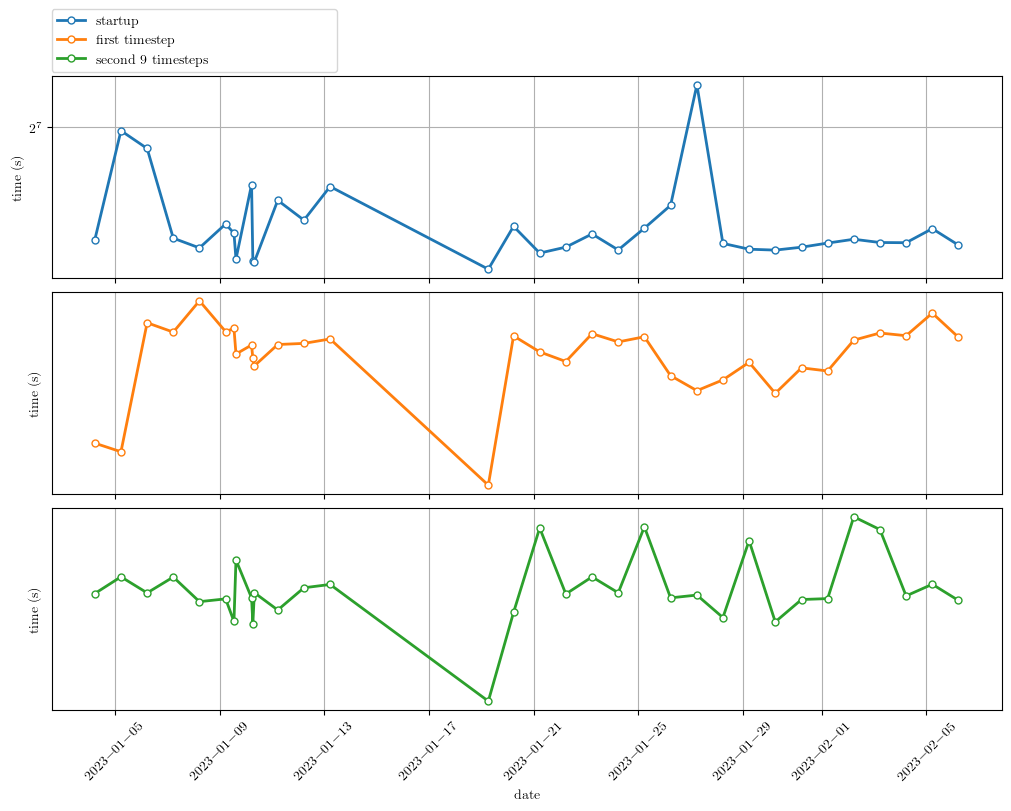 startup
first timestep
second 9 timesteps
2^7
time (s)
time (s)
time (s)
2023−01−05
2023−01−09
2023−01−13
2023−01−17
2023−01−21
2023−01−25
2023−01−29
2023−02−01
2023−02−05
date